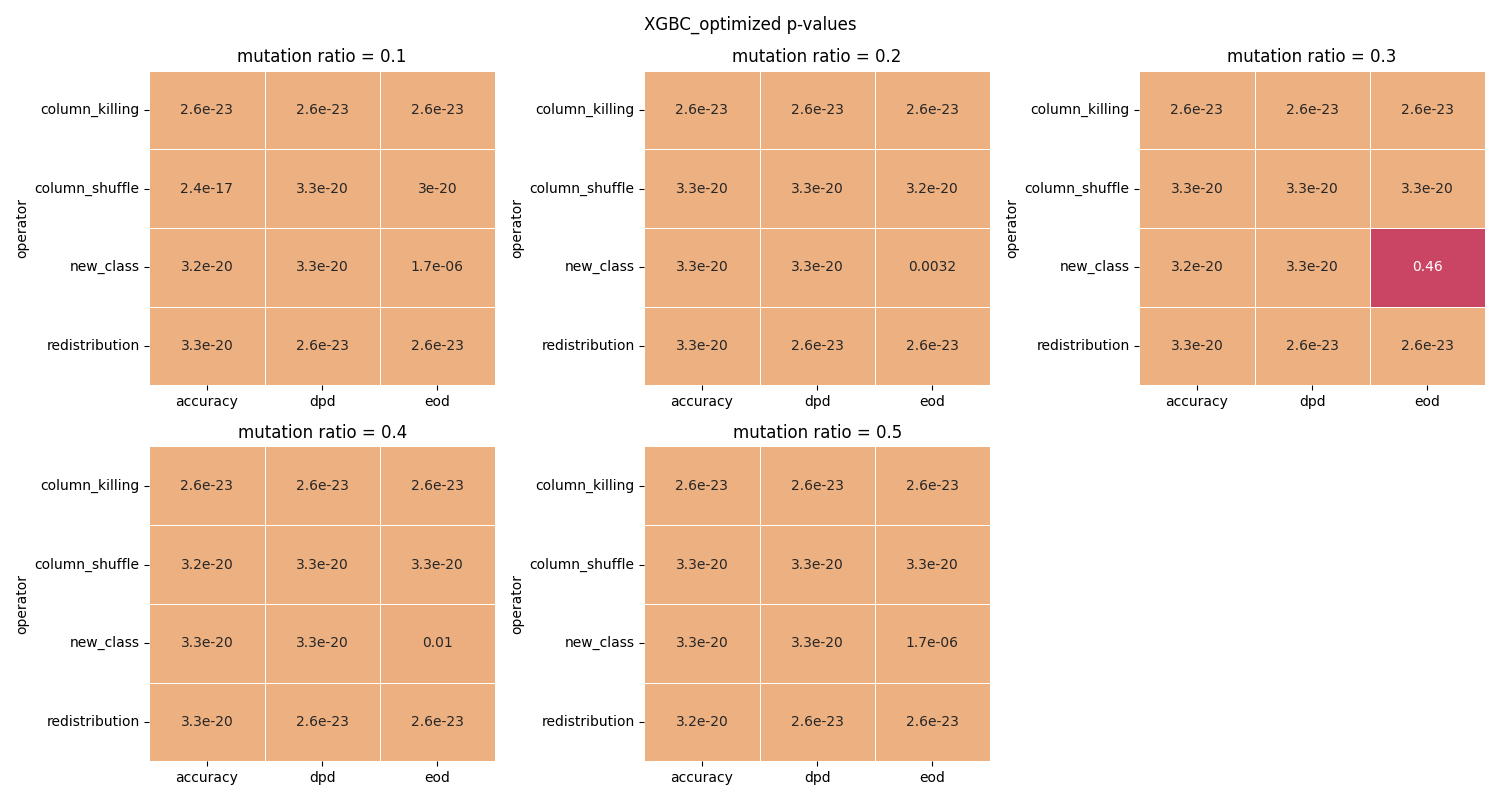 XGBC_optimized p-values
mutation ratio = 0.1
operator
column_killing 2.6e-23 2.6e-23 2.6e-23
column_shuffle 2.4e-17 3.3e-20 3e-20
new_class 3.2e-20 3.3e-20 1.7e-06
redistribution 3.3e-20 2.6e-23 2.6e-23
accuracy dpd eod
mutation ratio = 0.2
operator
column_killing 2.6e-23 2.6e-23 2.6e-23
column_shuffle 3.3e-20 3.3e-20 3.2e-20
new_class 3.3e-20 3.3e-20 0.0032
redistribution 3.3e-20 2.6e-23 2.6e-23
accuracy dpd eod
mutation ratio = 0.3
operator
column_killing 2.6e-23 2.6e-23 2.6e-23
column_shuffle 3.3e-20 3.3e-20 3.3e-20
new_class 3.2e-20 3.3e-20 0.46
redistribution 3.3e-20 2.6e-23 2.6e-23
accuracy dpd eod
mutation ratio = 0.4
operator
column_killing 2.6e-23 2.6e-23 2.6e-23
column_shuffle 3.2e-20 3.3e-20 3.3e-20
new_class 3.3e-20 3.3e-20 0.01
redistribution 3.3e-20 2.6e-23 2.6e-23
accuracy dpd eod
mutation ratio = 0.5
operator
column_killing 2.6e-23 2.6e-23 2.6e-23
column_shuffle 3.3e-20 3.3e-20 3.3e-20
new_class 3.3e-20 3.3e-20 1.7e-06
redistribution 3.2e-20 2.6e-23 2.6e-23
accuracy dpd eod